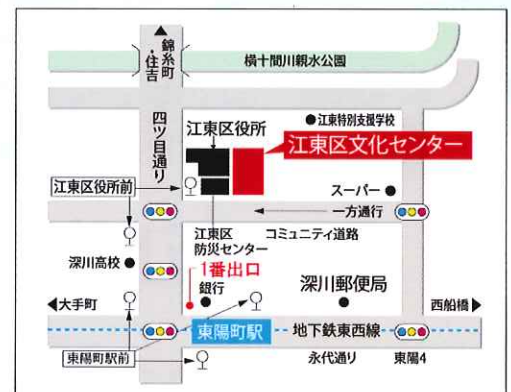 錦糸町
・住吉
横十間川親水公園
四ツ目通り
江東区役所
江東特別支援学校
江東区文化センター
江東区役所前
スーパー
一方通行
江東区
防災センター
コミュニティ道路
深川高校
1番出口
銀行
深川郵便局
大手町
西船橋
東陽町駅
地下鉄東西線
東陽町駅前
永代通り
東陽4